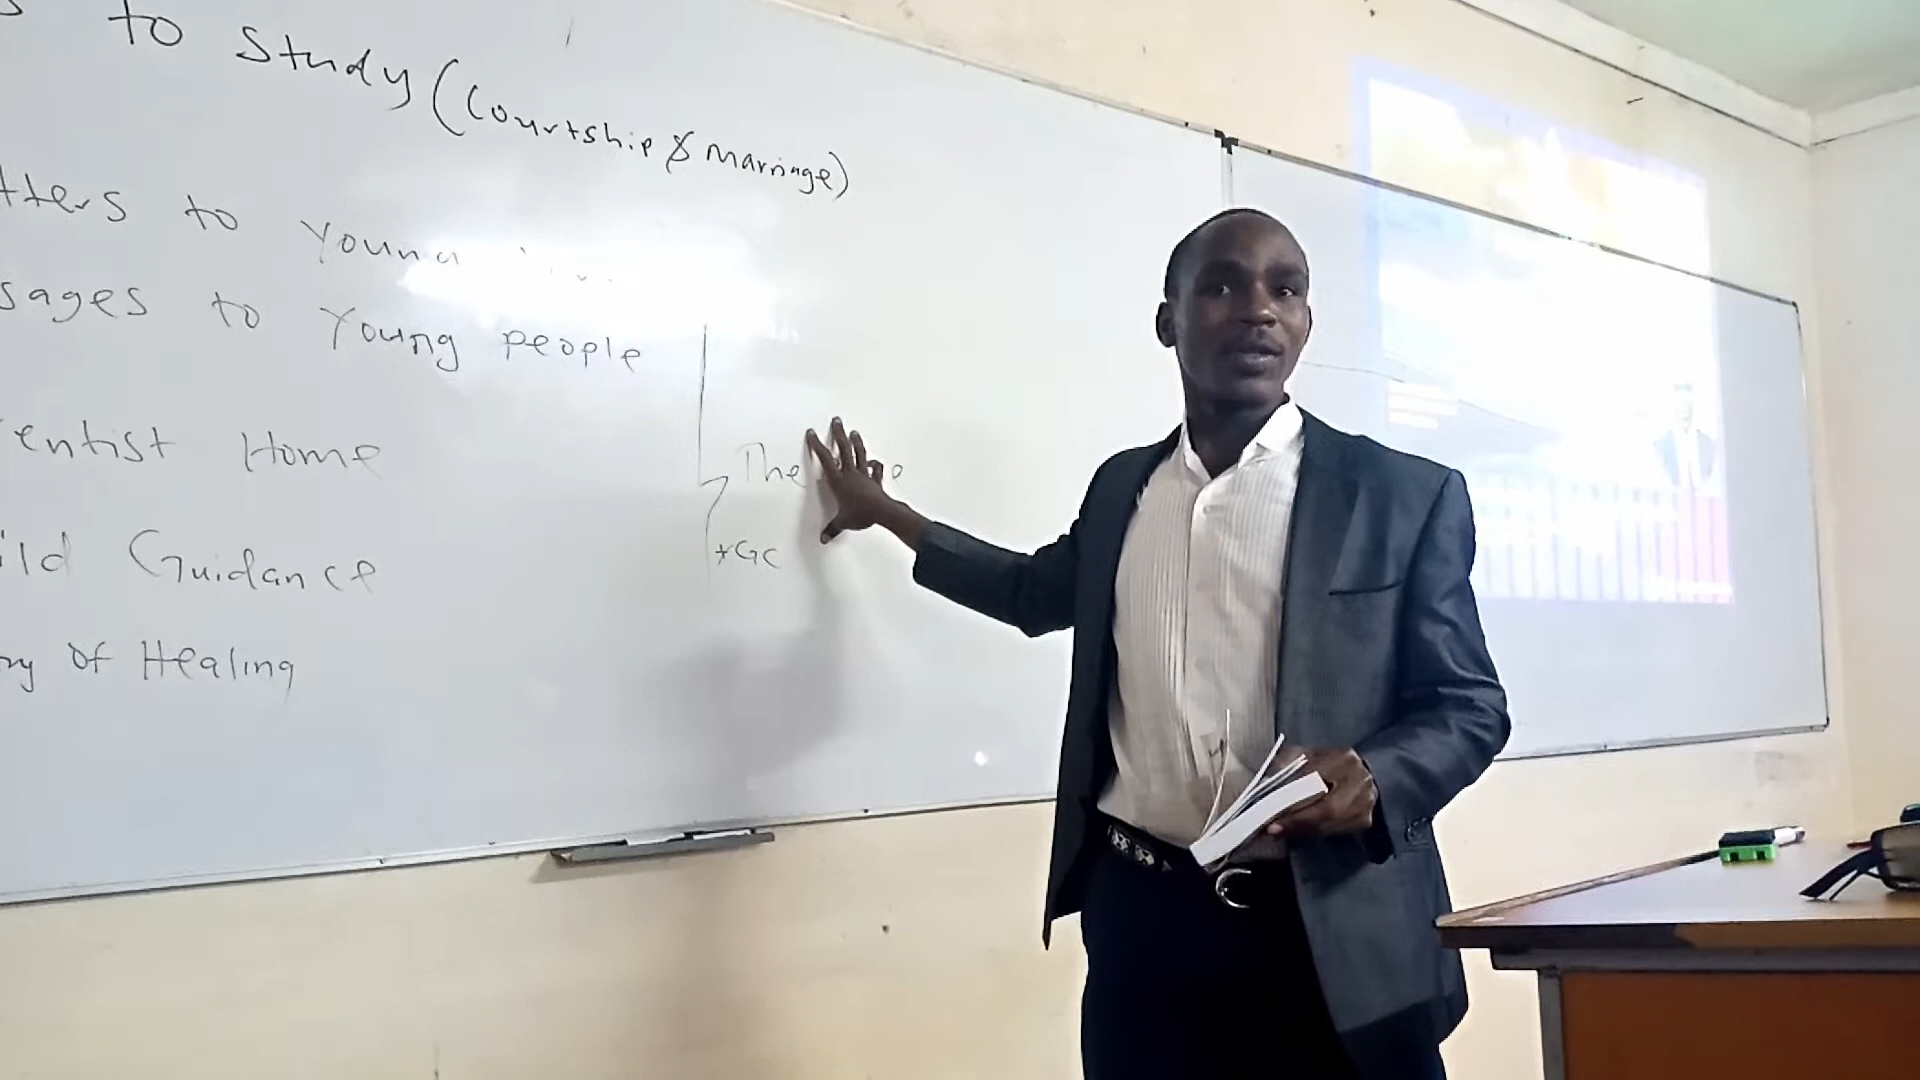 to Study (Courtship & Marriage)
tters to Young
sages to Young people
entist Home
ild Guidance
ry of Healing
The
*GC